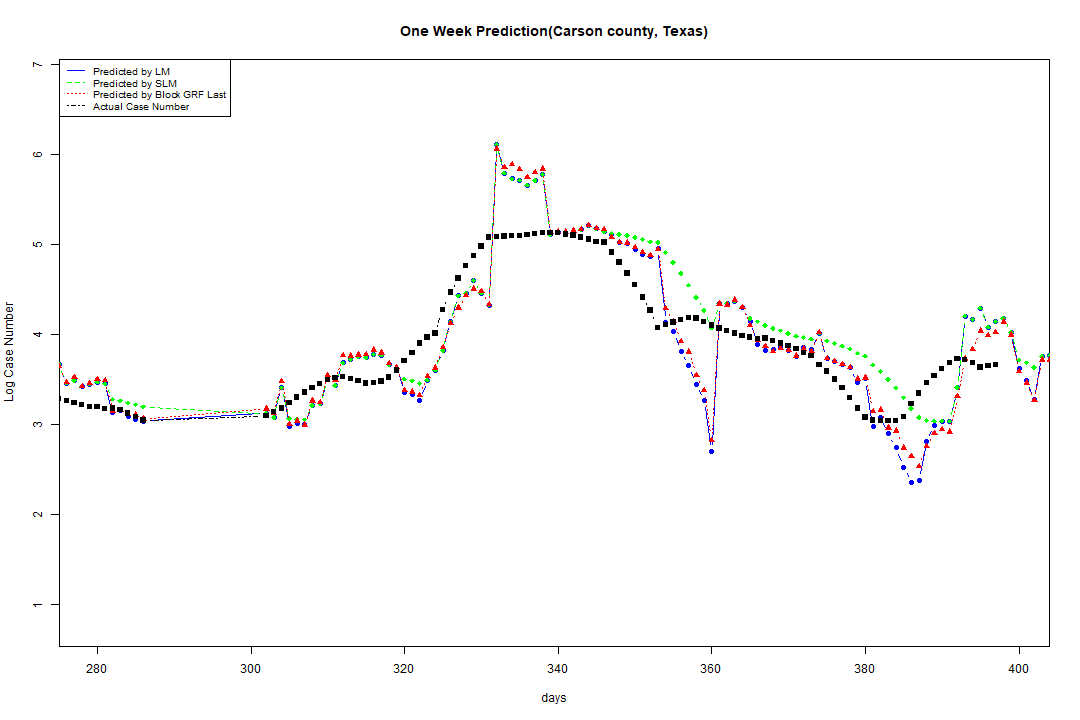 One Week Prediction(Carson county, Texas)
Predicted by LM
Predicted by SLM
Predicted by Block GRF Last
Actual Case Number
Log Case Number
7
6
5
4
3
2
1
280 300 320 340 360 380 400
days